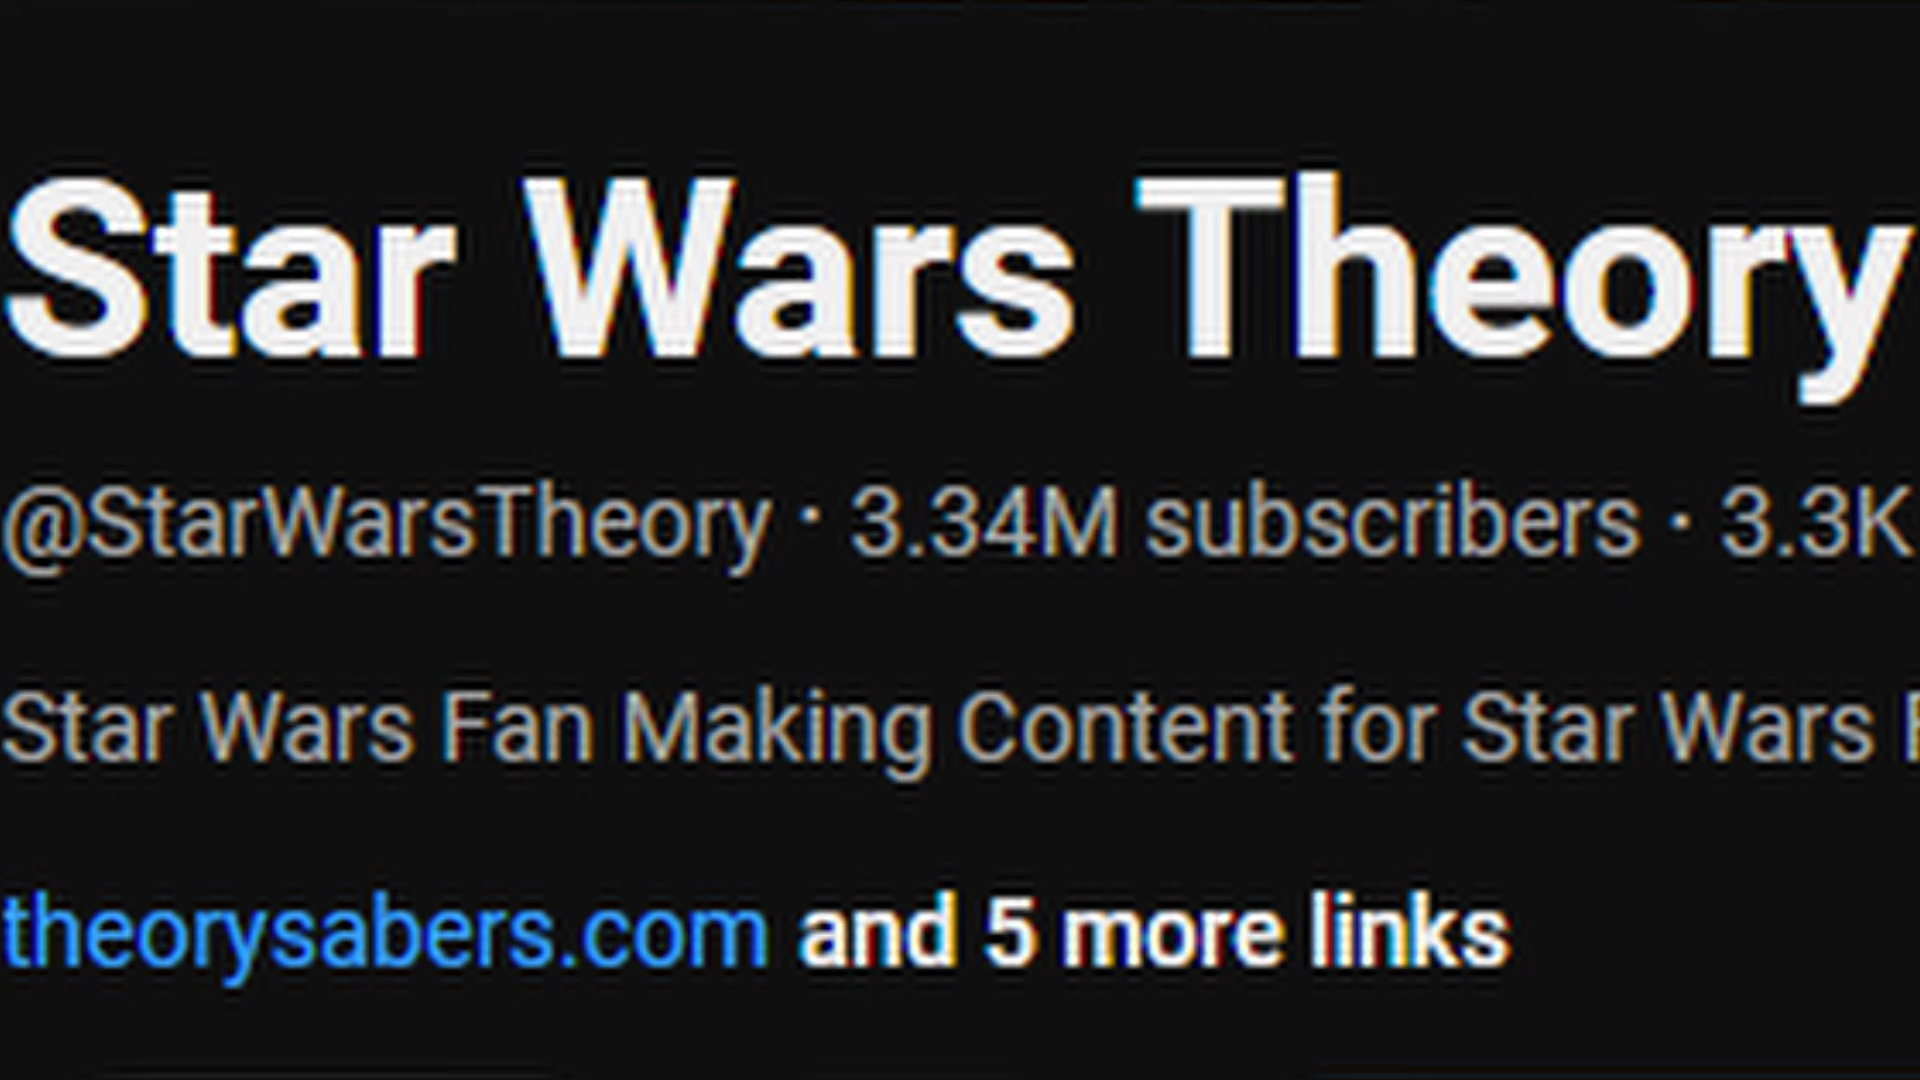 Star Wars Theory
@StarWarsTheory · 3.34M subscribers · 3.3K
Star Wars Fan Making Content for Star Wars
theorysabers.com and 5 more links